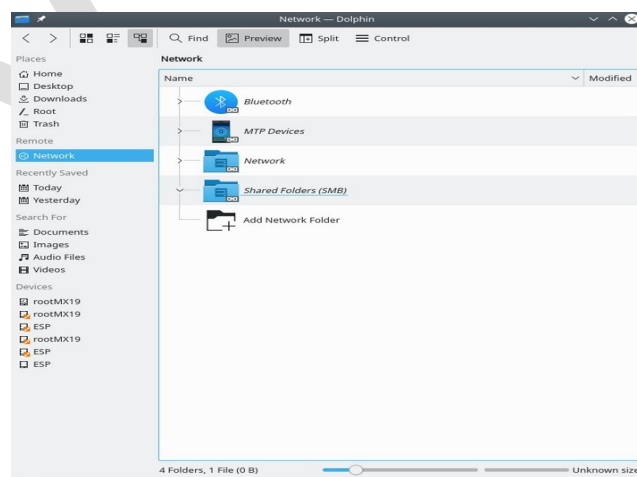 Network — Dolphin
Find Preview Split Control
Places
Home
Desktop
Downloads
Root
Trash
Remote
Network
Recently Saved
Today
Yesterday
Search For
Documents
Images
Audio Files
Videos
Devices
rootMX19
rootMX19
ESP
rootMX19
ESP
ESP
Network
Name Modified
Bluetooth
MTP Devices
Network
Shared Folders (SMB)
Add Network Folder
4 Folders, 1 File (0 B) Unknown size